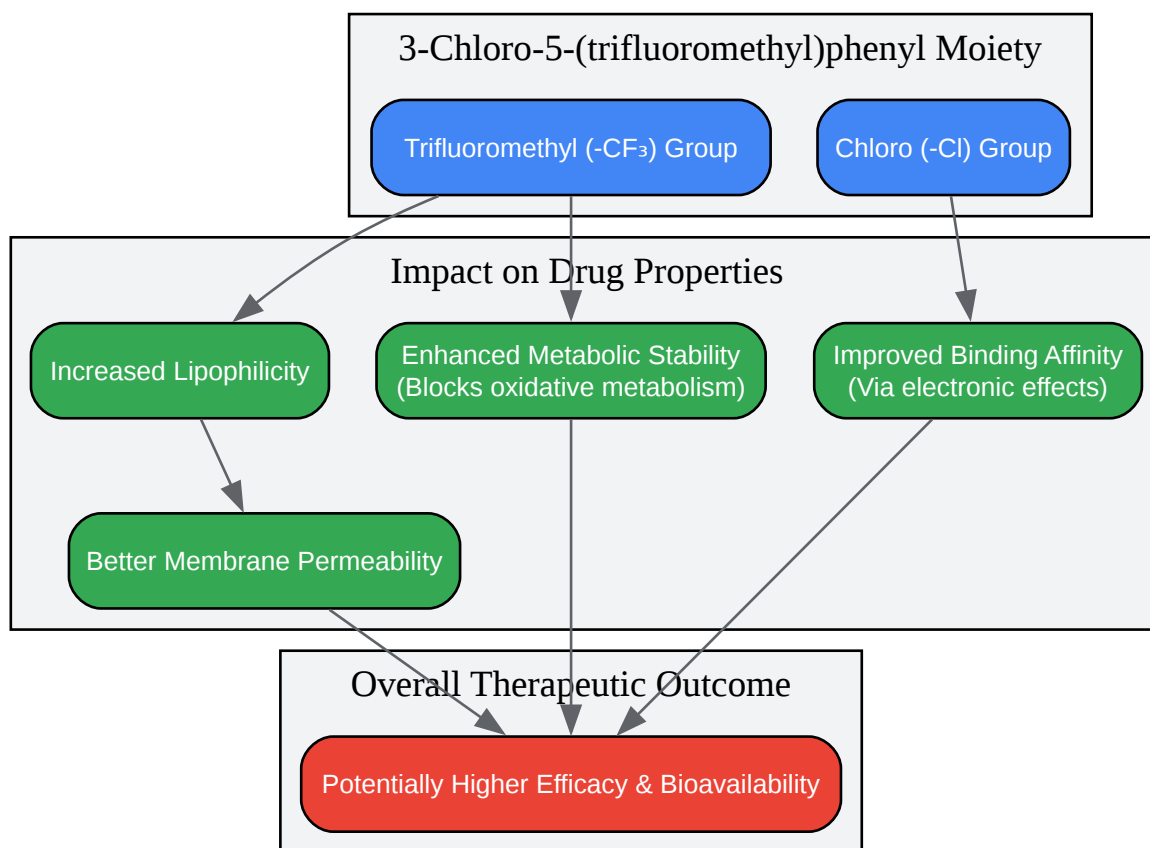 3-Chloro-5-(trifluoromethyl)phenyl Moiety
Trifluoromethyl (-CF₃) Group
Chloro (-Cl) Group
Impact on Drug Properties
Increased Lipophilicity
Enhanced Metabolic Stability
(Blocks oxidative metabolism)
Improved Binding Affinity
(Via electronic effects)
Better Membrane Permeability
Overall Therapeutic Outcome
Potentially Higher Efficacy & Bioavailability